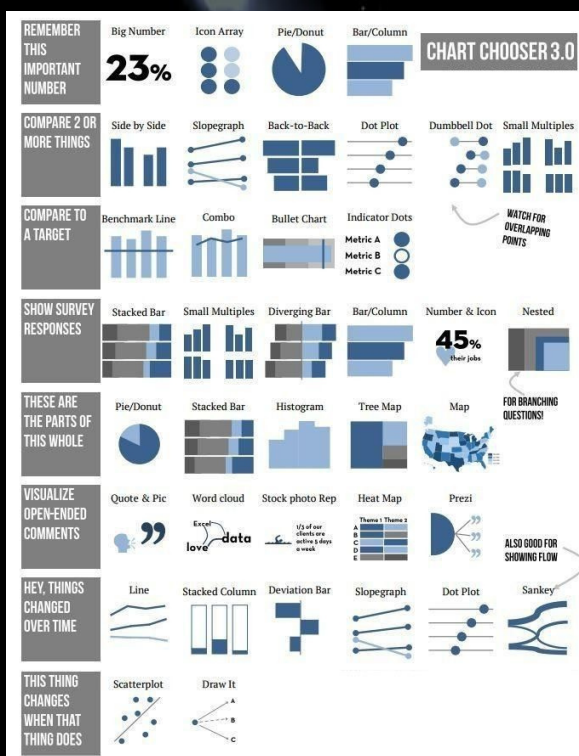 CHART CHOOSER 3.0
REMEMBER
THIS
IMPORTANT
NUMBER
Big Number
Icon Array
Pie/Donut
Bar/Column
23%
COMPARE 2 OR
MORE THINGS
Side by Side
Slopegraph
Back-to-Back
Dot Plot
Dumbbell Dot
Small Multiples
WATCH FOR
OVERLAPPING
POINTS
COMPARE TO
A TARGET
Benchmark Line
Combo
Bullet Chart
Indicator Dots
Metric A
Metric B
Metric C
SHOW SURVEY
RESPONSES
Stacked Bar
Small Multiples
Diverging Bar
Bar/Column
Number & Icon
Nested
45%
their jobs
FOR BRANCHING
QUESTIONS!
THESE ARE
THE PARTS OF
THIS WHOLE
Pie/Donut
Stacked Bar
Histogram
Tree Map
Map
VISUALIZE
OPEN-ENDED
COMMENTS
Quote & Pic
Word cloud
Stock photo Rep
Heat Map
Prezi
Excel
data
love
1/3 of our
clients are
active 5 days
a week
Theme 1 Theme 2
A
B
C
D
E
ALSO GOOD FOR
SHOWING FLOW
HEY, THINGS
CHANGED
OVER TIME
Line
Stacked Column
Deviation Bar
Slopegraph
Dot Plot
Sankey
THIS THING
CHANGES
WHEN THAT
THING DOES
Scatterplot
Draw It
A
B
C